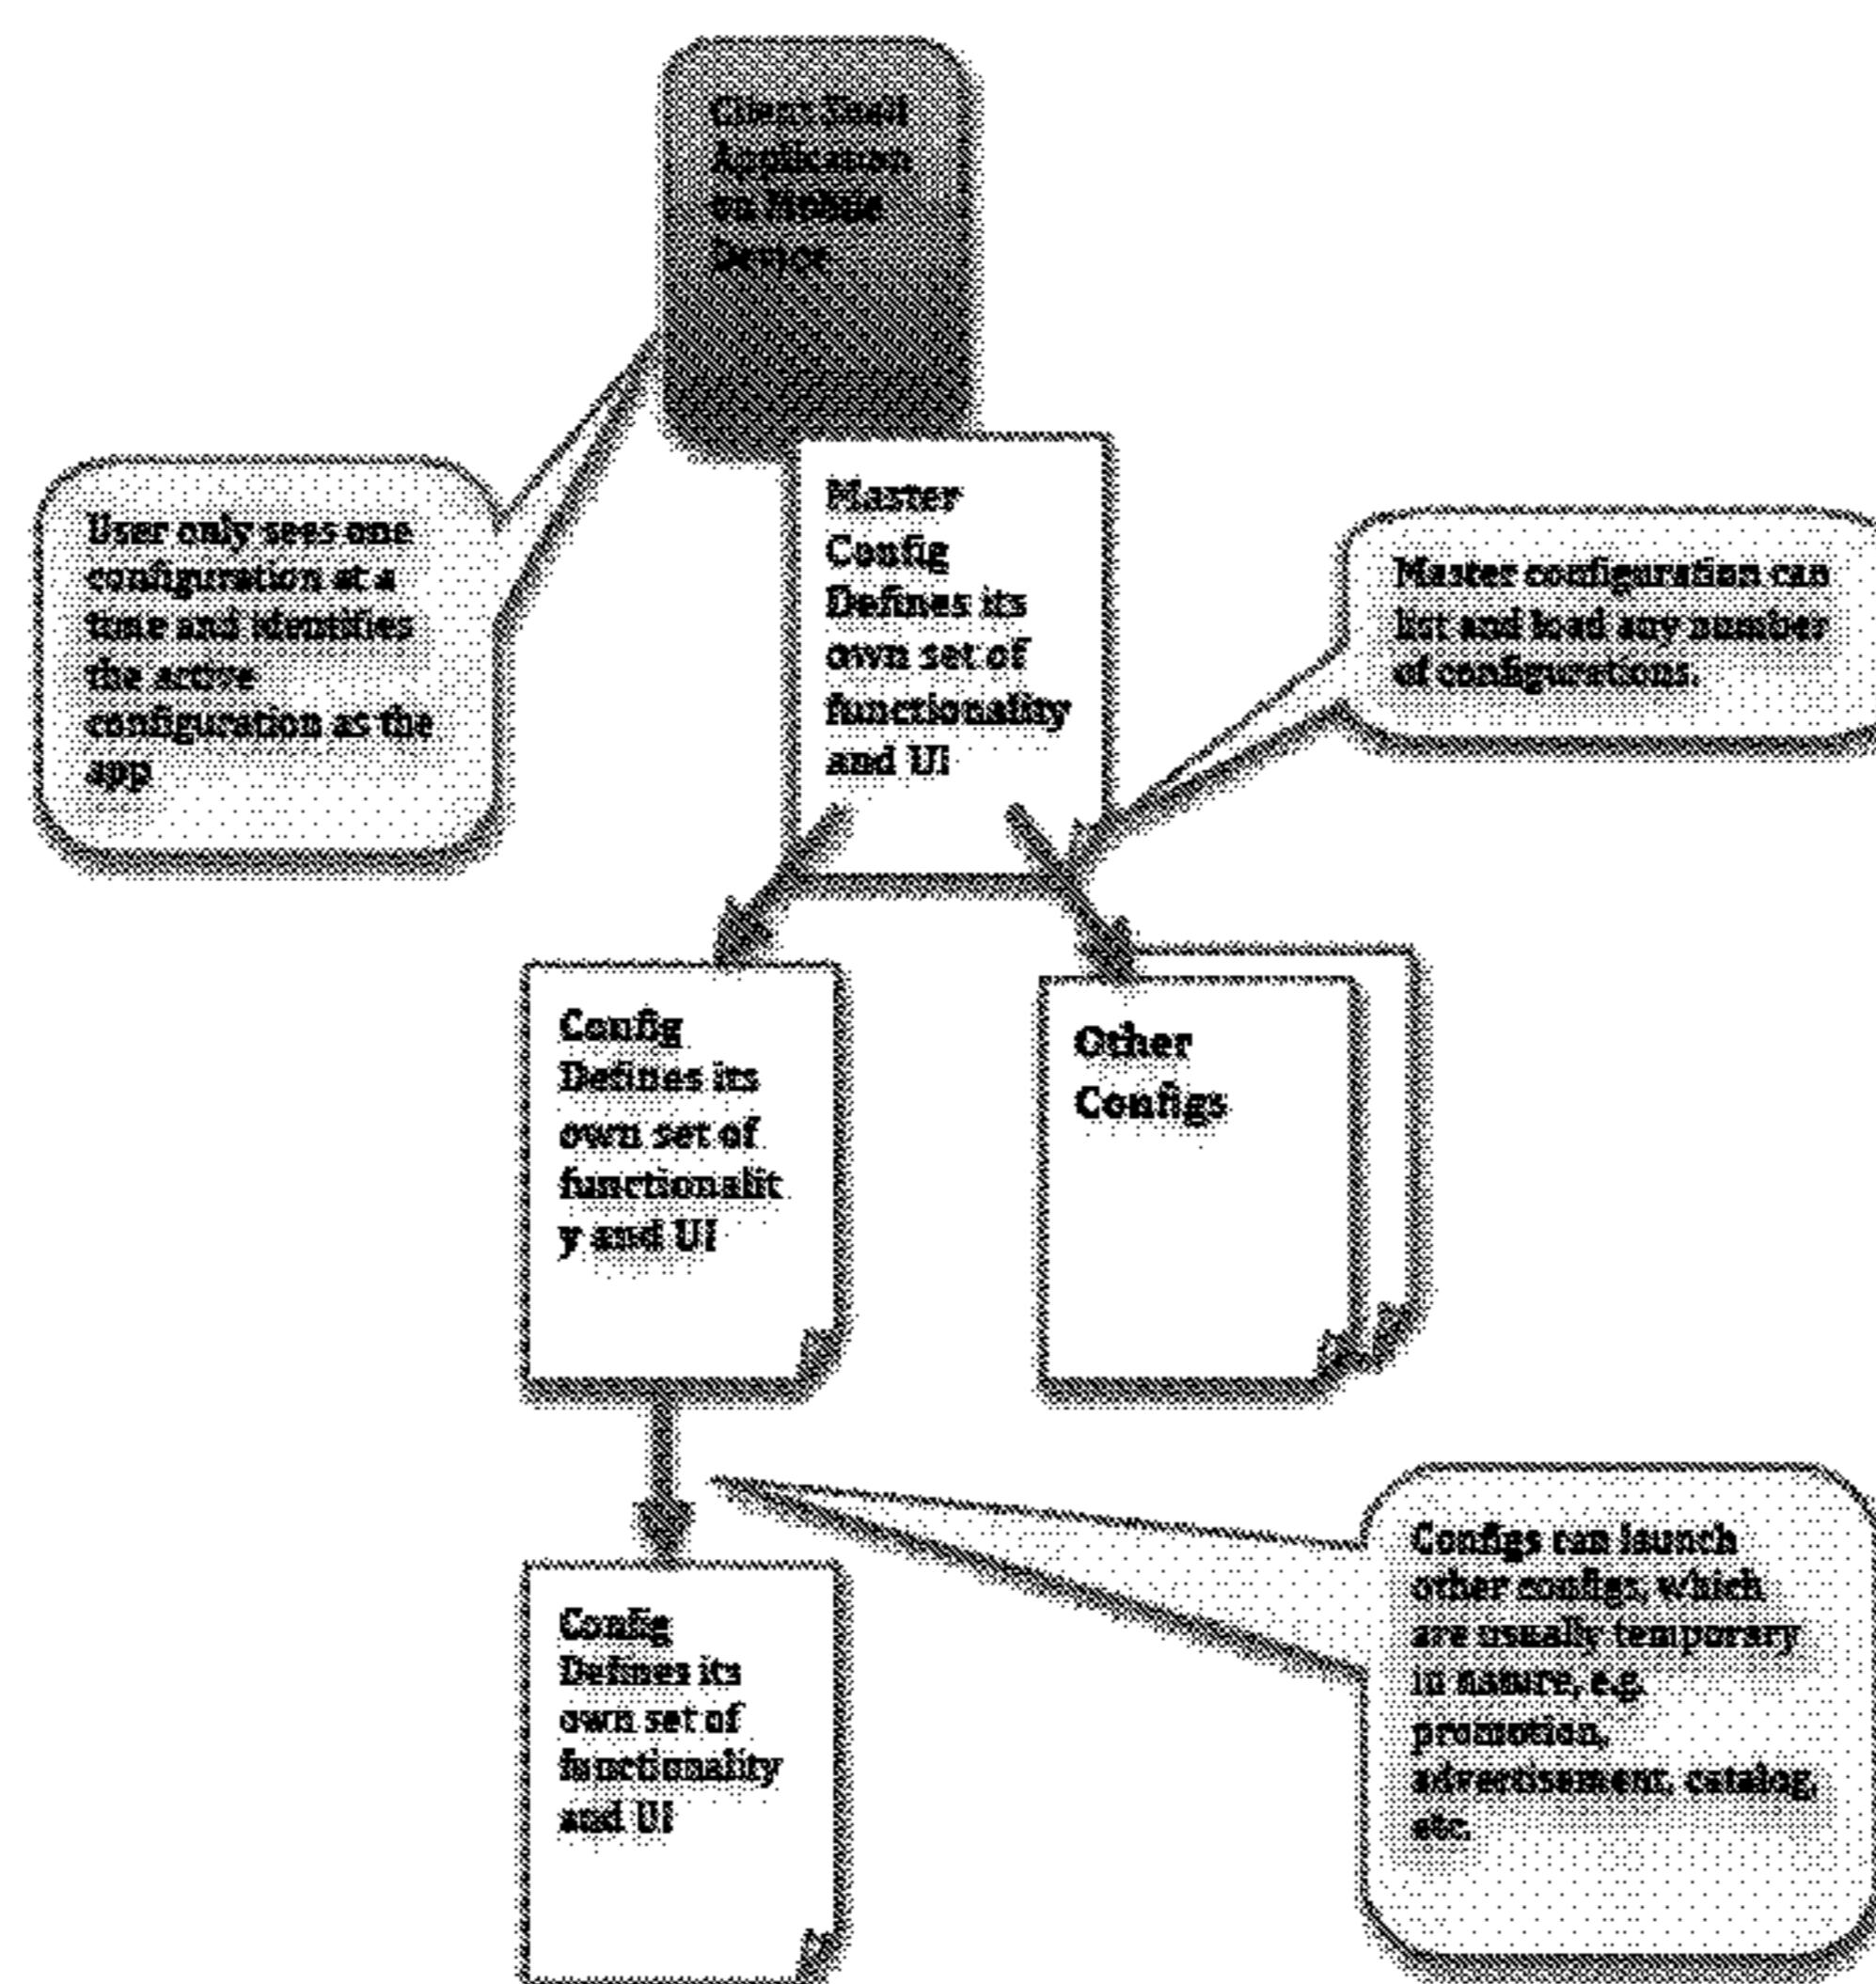 Client Shell
Application
on Mobile
Device
Master
Config
Defines its
own set of
functionality
and UI
User only sees one
configuration at a
time and identifies
the active
configuration as the
app
Master configuration can
list and load any number
of configurations.
Config
Defines its
own set of
functionalit
y and UI
Other
Configs
Config
Defines its
own set of
functionality
and UI
Configs can launch
other configs, which
are usually temporary
in nature, e.g.
promotion,
advertisement, catalog,
etc.